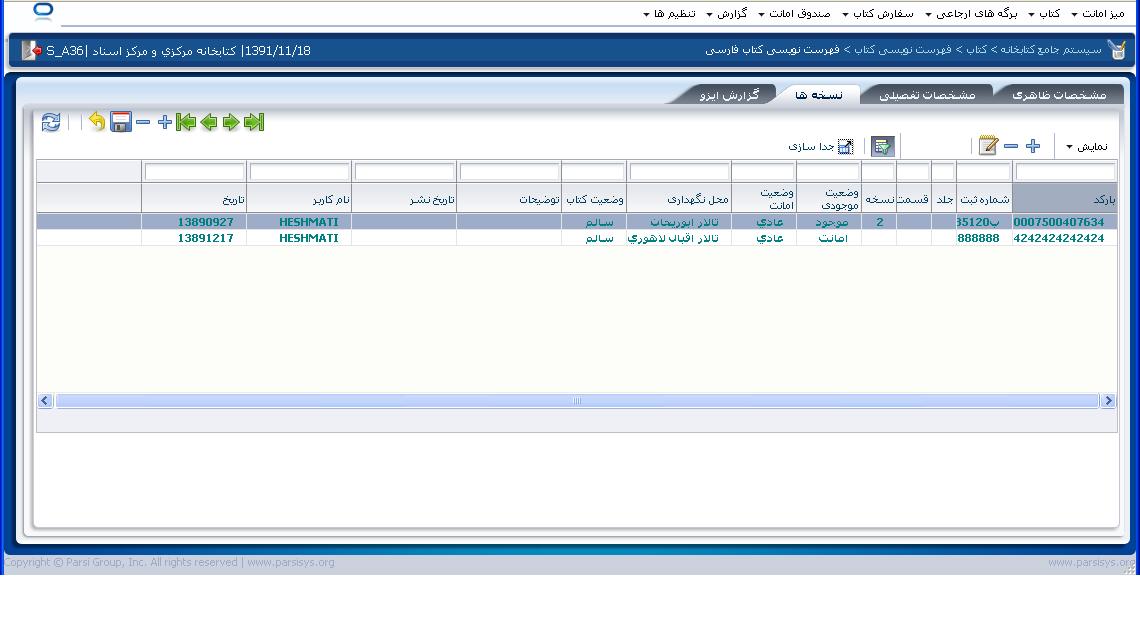 میز امانت کتاب برگه های ارجاعی سفارش کتاب صندوق امانت گزارش تنظیم ها
سیستم جامع کتابخانه > کتاب > فهرست نویسی کتاب > فهرست نویسی کتاب فارسی
1391/11/18| کتابخانه مرکزي و مرکز اسناد |S_A36
مشخصات ظاهری مشخصات تفصیلی نسخه ها گزارش ایزو
نمایش جدا سازی
بارکد شماره ثبت جلد قسمت نسخه وضعیت موجودی وضعیت امانت محل نگهداری وضعیت کتاب توضیحات تاریخ نشر نام کاربر تاریخ
0007500407634 ب35120 2 موجود عادي تالار ابوریحان سالم HESHMATI 13890927
4242424242424 888888 امانت عادي تالار اقبال لاهوري سالم HESHMATI 13891217
Copyright © Parsi Group, Inc. All rights reserved | www.parsisys.org
www.parsisys.org